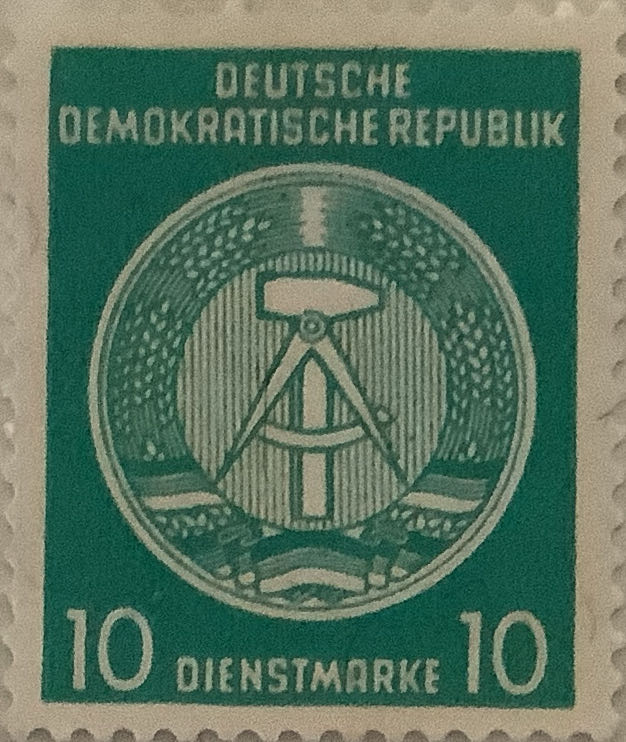 DEUTSCHE
DEMOKRATISCHE REPUBLIK
10 DIENSTMARKE 10